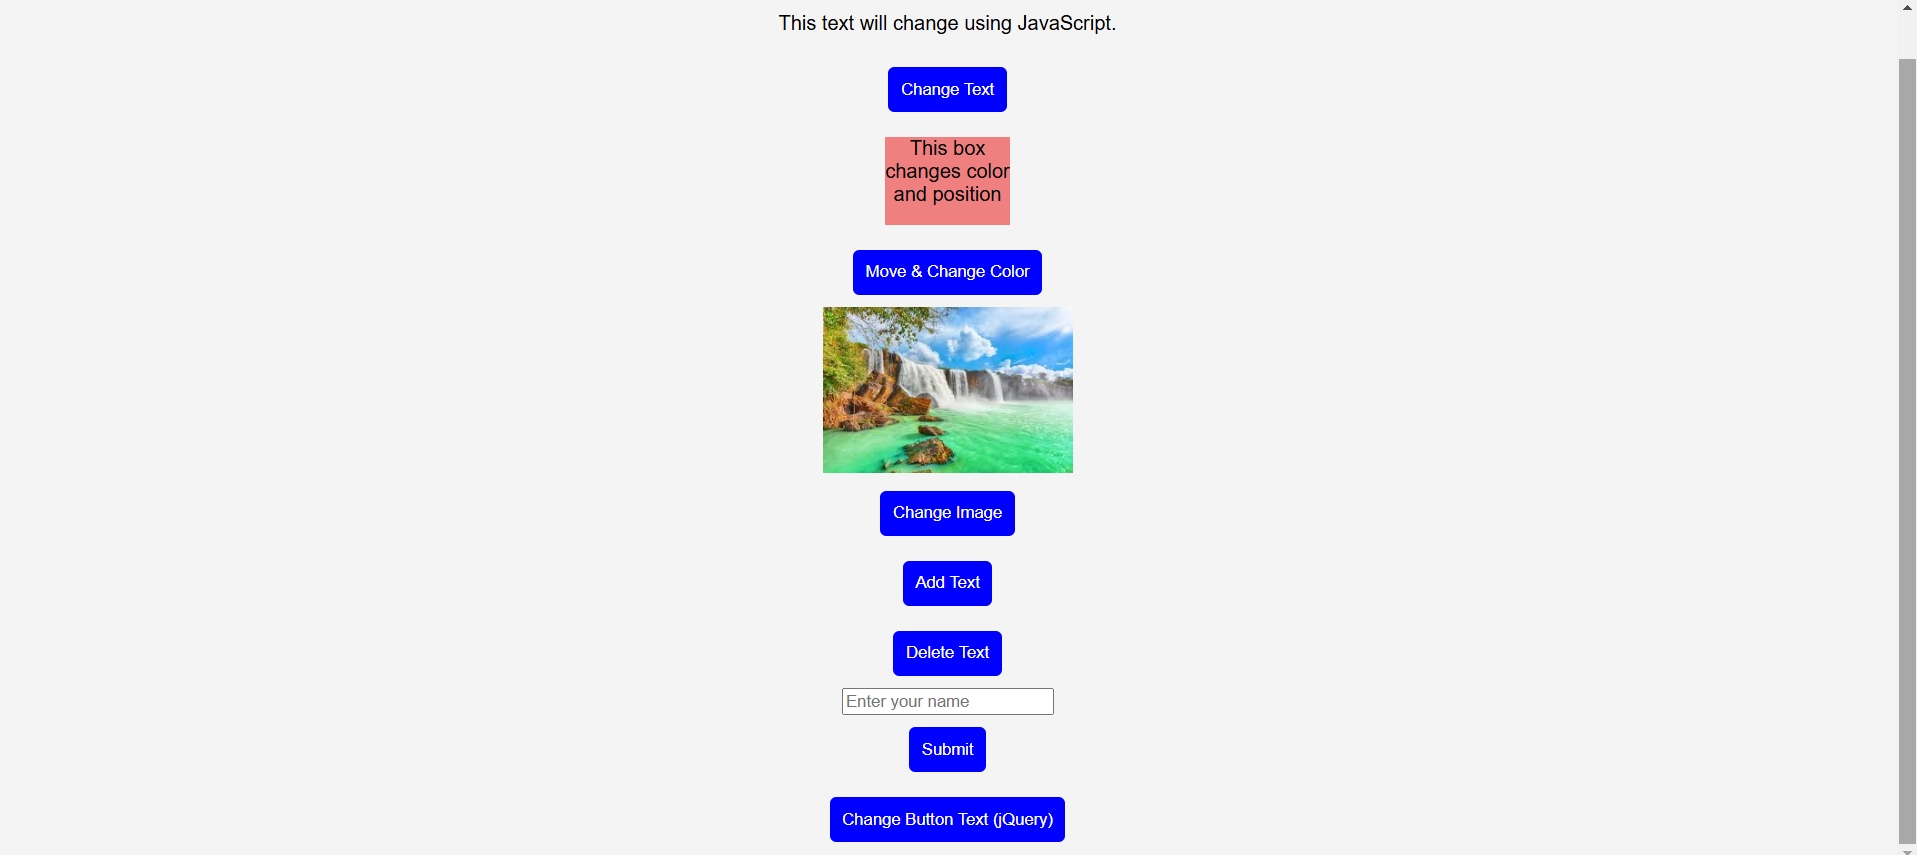 This text will change using JavaScript.
Change Text
This box
changes color
and position
Move & Change Color
Change Image
Add Text
Delete Text
Enter your name
Submit
Change Button Text (jQuery)